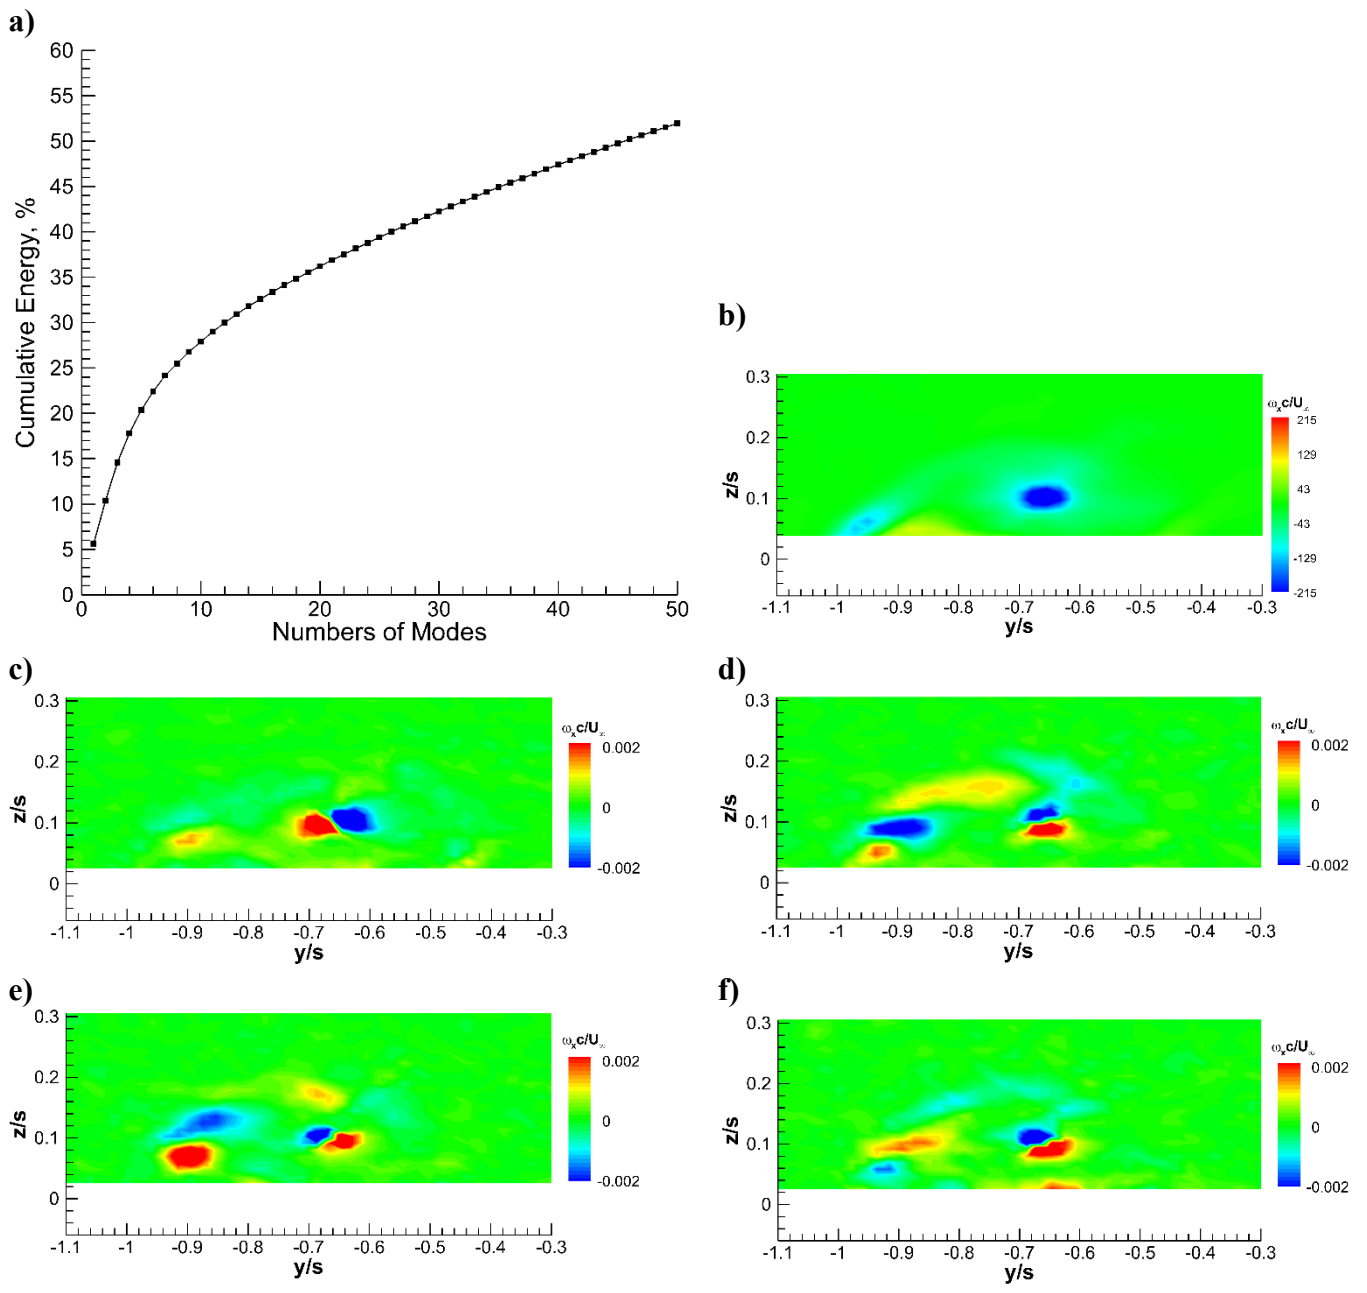 a)
60
55
50
45
40
35
30
25
20
15
10
5
0
Cumulative Energy, %
0 10 20 30 40 50
Numbers of Modes
b)
0.3
0.2
0.1
0
z/s
-1.1 -1 -0.9 -0.8 -0.7 -0.6 -0.5 -0.4 -0.3
y/s
ωₓc/U∞
215
129
43
-43
-129
-215
c)
0.3
0.2
0.1
0
z/s
-1.1 -1 -0.9 -0.8 -0.7 -0.6 -0.5 -0.4 -0.3
y/s
ωₓc/U∞
0.002
0
-0.002
d)
0.3
0.2
0.1
0
z/s
-1.1 -1 -0.9 -0.8 -0.7 -0.6 -0.5 -0.4 -0.3
y/s
ωₓc/U∞
0.002
0
-0.002
e)
0.3
0.2
0.1
0
z/s
-1.1 -1 -0.9 -0.8 -0.7 -0.6 -0.5 -0.4 -0.3
y/s
ωₓc/U∞
0.002
0
-0.002
f)
0.3
0.2
0.1
0
z/s
-1.1 -1 -0.9 -0.8 -0.7 -0.6 -0.5 -0.4 -0.3
y/s
ωₓc/U∞
0.002
0
-0.002